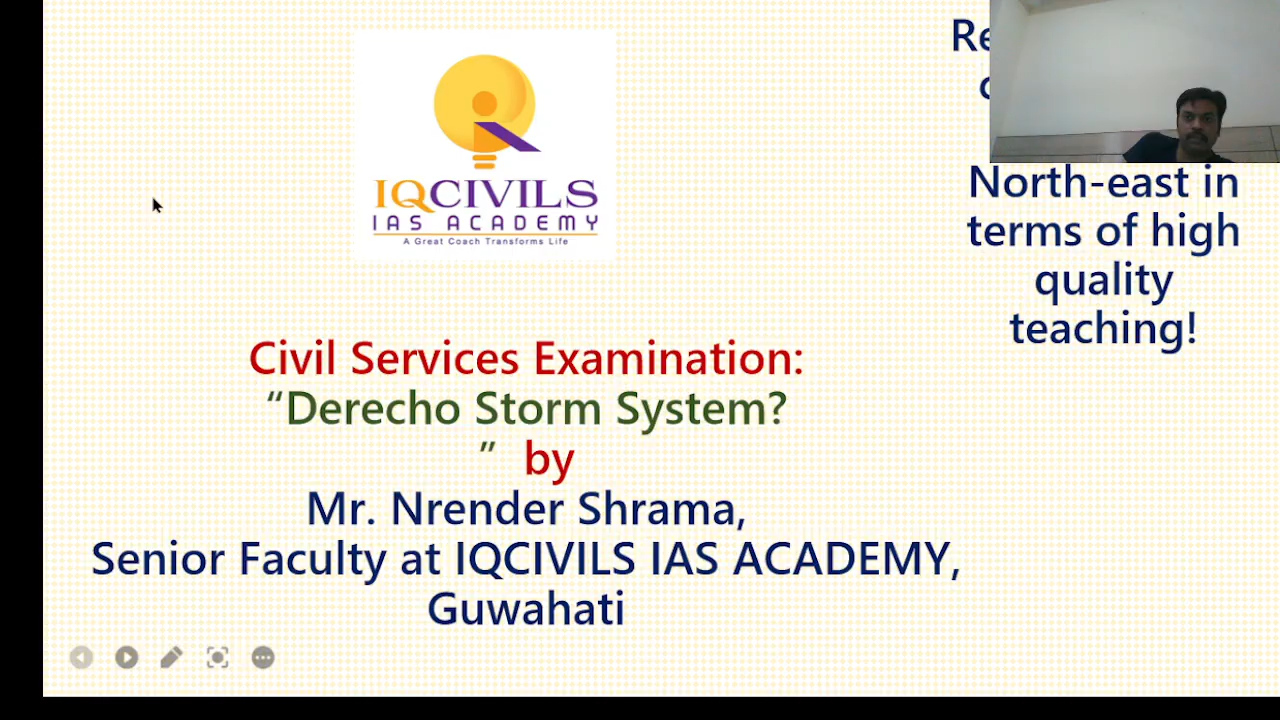 IQCIVILS
IAS ACADEMY
A Great Coach Transforms Life
Civil Services Examination:
“Derecho Storm System?
” by
Mr. Nrender Shrama,
Senior Faculty at IQCIVILS IAS ACADEMY,
Guwahati
North-east in
terms of high
quality
teaching!